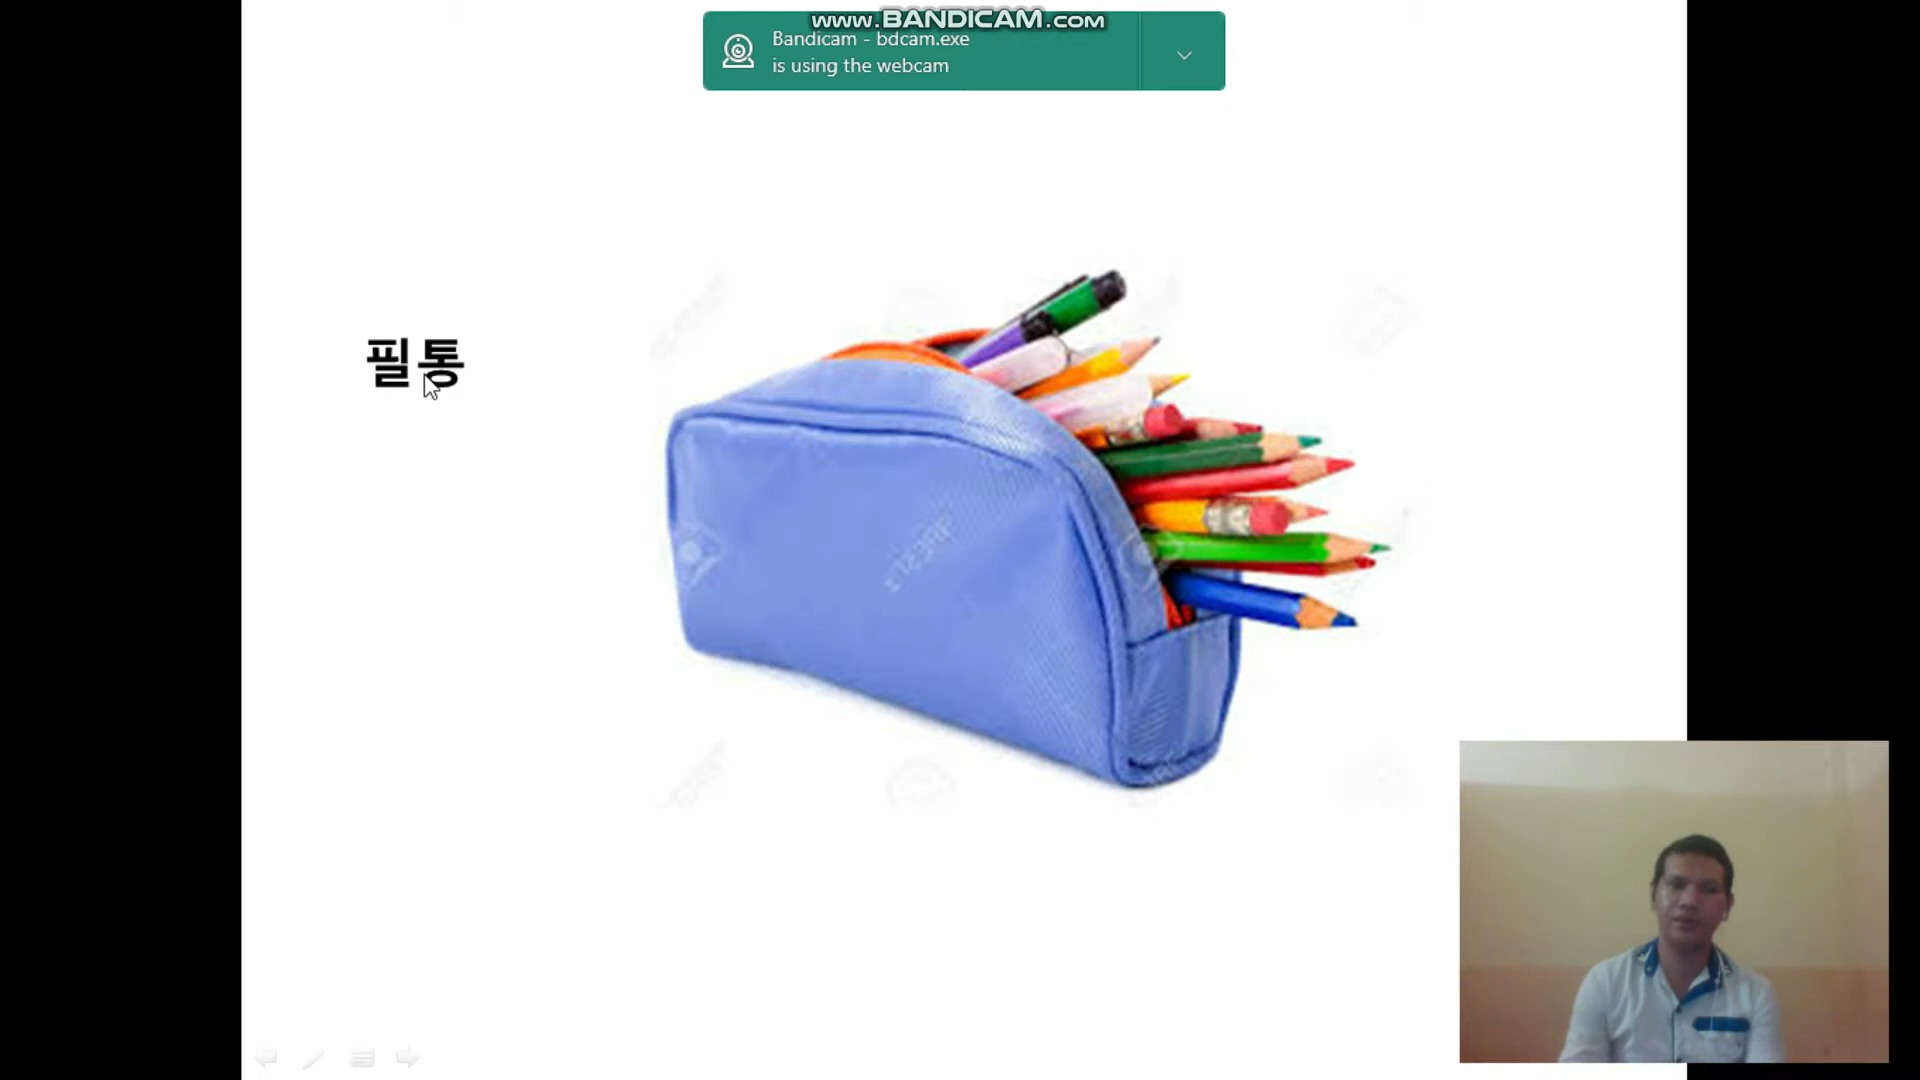 www.BANDICAM.com
Bandicam - bdcam.exe
is using the webcam
필통